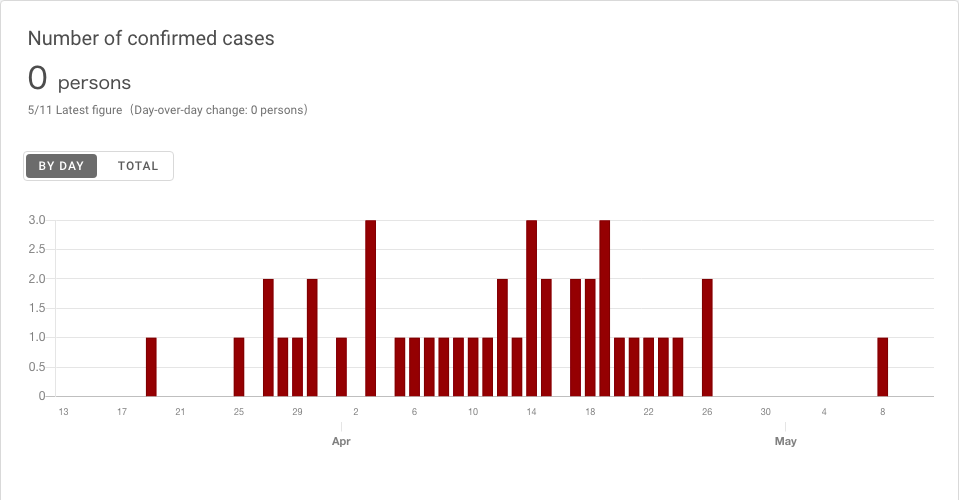 Number of confirmed cases
0 persons
5/11 Latest figure（Day-over-day change: 0 persons）
BY DAY TOTAL
3.0
2.5
2.0
1.5
1.0
0.5
0
13 17 21 25 29 2 6 10 14 18 22 26 30 4 8
Apr May